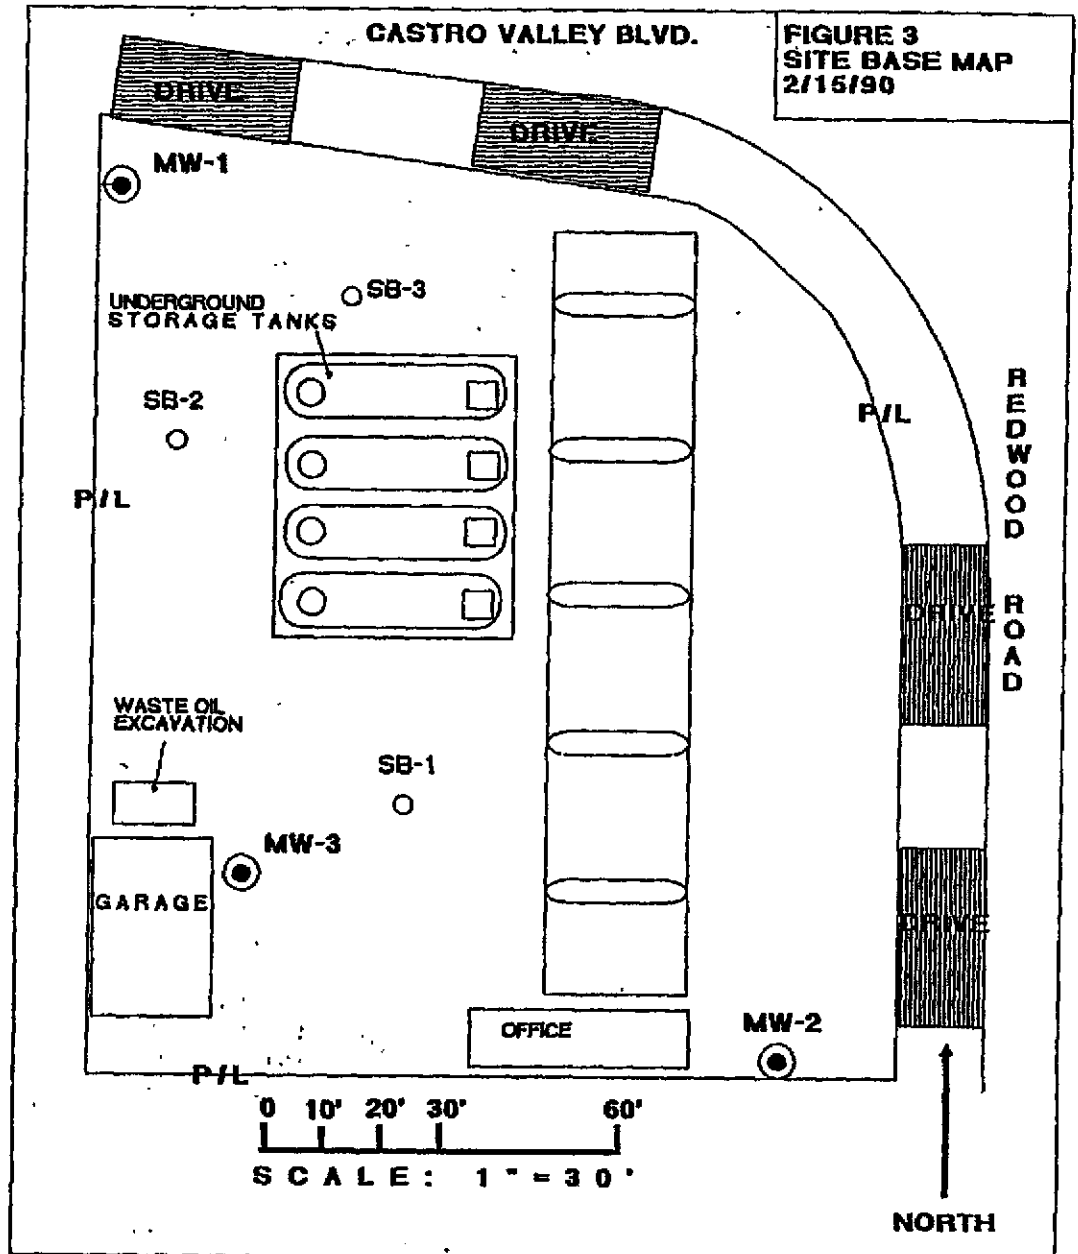 CASTRO VALLEY BLVD.
FIGURE 3
SITE BASE MAP
2/15/90
DRIVE
DRIVE
MW-1
SB-3
UNDERGROUND
STORAGE TANKS
SB-2
P/L
P/L
REDWOOD ROAD
DRIVE
WASTE OIL
EXCAVATION
SB-1
MW-3
GARAGE
DRIVE
OFFICE
MW-2
P/L
0 10' 20' 30' 60'
SCALE: 1"=30'
NORTH